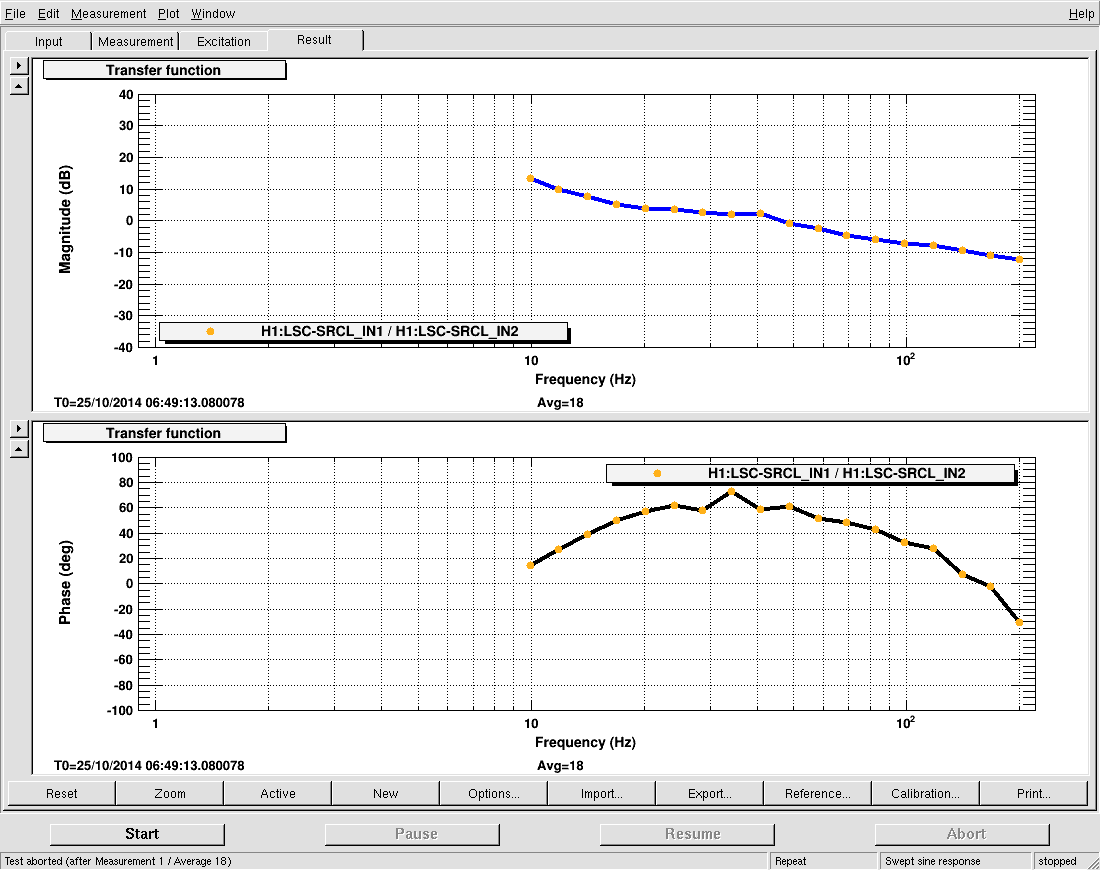 File Edit Measurement Plot Window Help
Input Measurement Excitation Result
Transfer function
40
30
20
10
0
-10
-20
-30
-40
Magnitude (dB)
H1:LSC-SRCL_IN1 / H1:LSC-SRCL_IN2
1 10 10²
Frequency (Hz)
T0=25/10/2014 06:49:13.080078 Avg=18
Transfer function
100
80
60
40
20
0
-20
-40
-60
-80
-100
Phase (deg)
H1:LSC-SRCL_IN1 / H1:LSC-SRCL_IN2
1 10 10²
Frequency (Hz)
T0=25/10/2014 06:49:13.080078 Avg=18
Reset Zoom Active New Options... Import... Export... Reference... Calibration... Print...
Start Pause Resume Abort
Test aborted (after Measurement 1 / Average 18) Repeat Swept sine response stopped